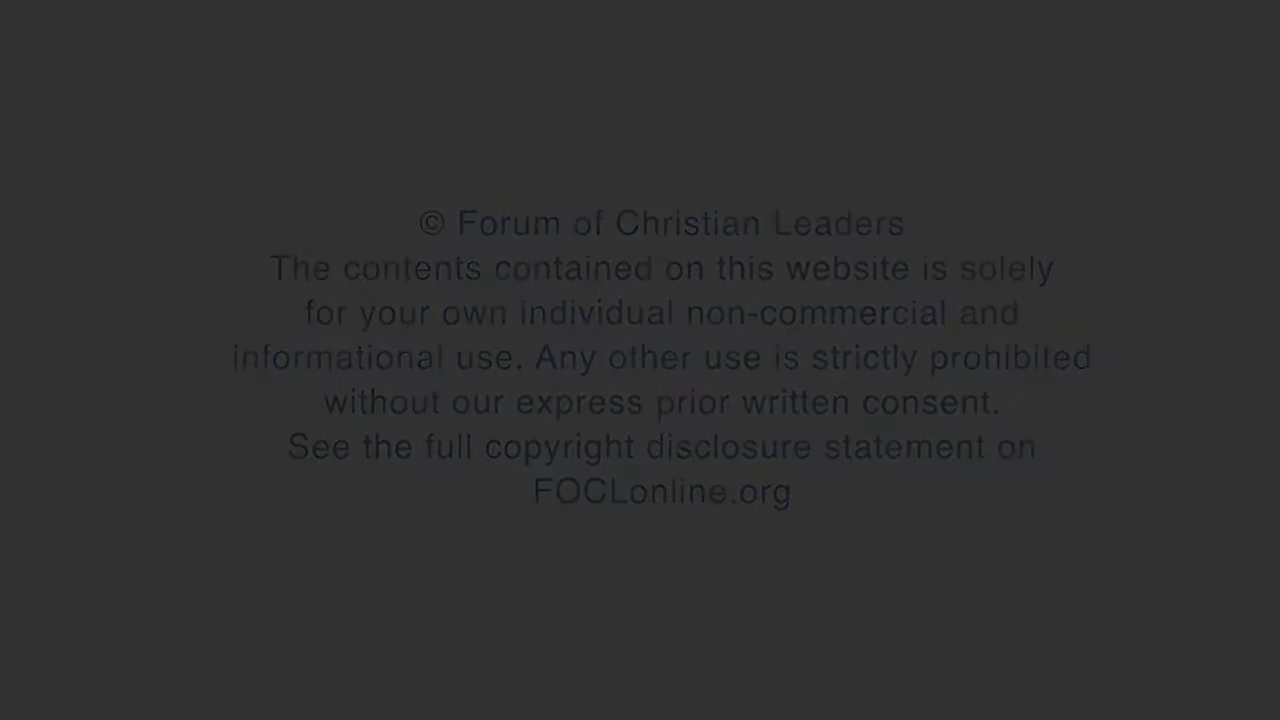 © Forum of Christian Leaders
The contents contained on this website is solely
for your own individual non-commercial and
informational use. Any other use is strictly prohibited
without our express prior written consent.
See the full copyright disclosure statement on
FOCLonline.org